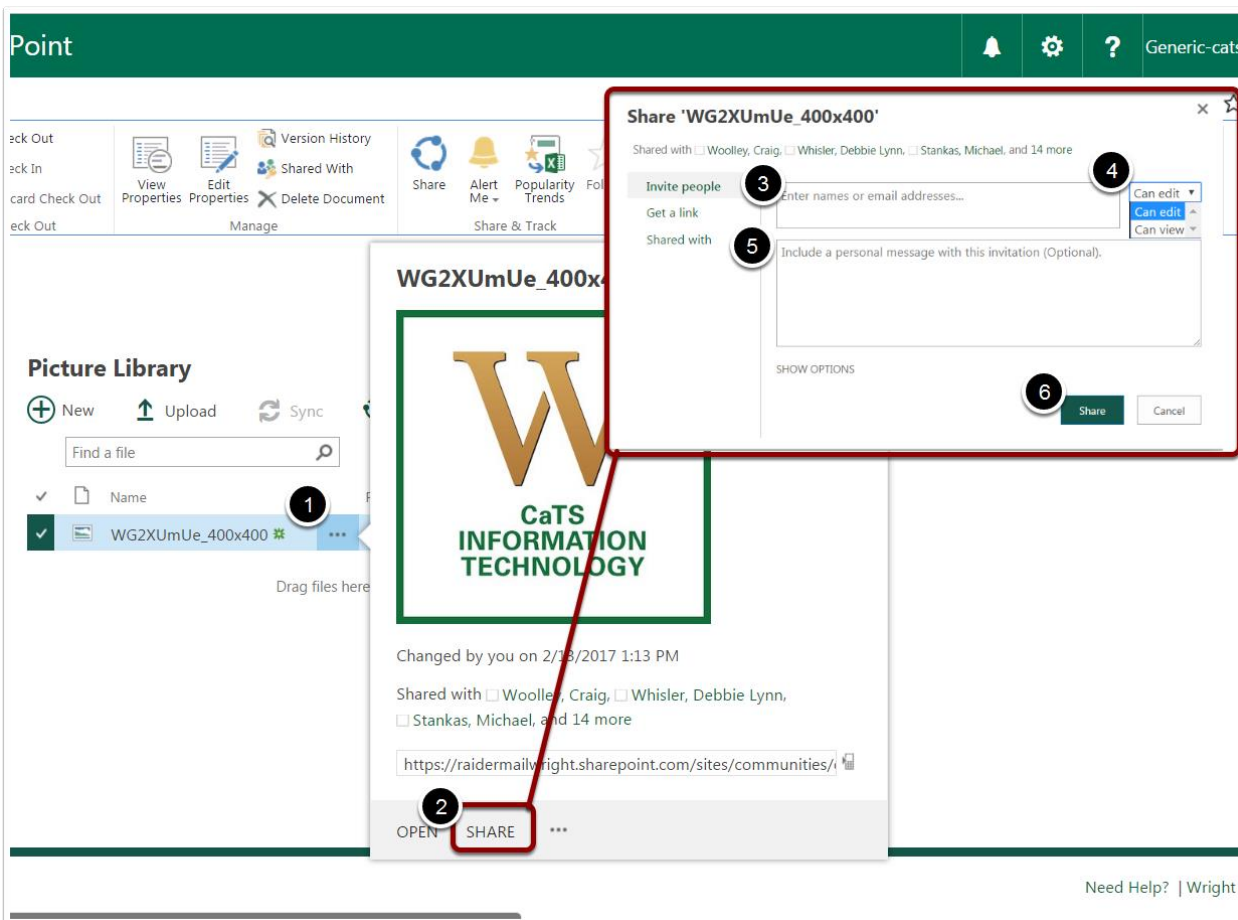 Point
?
Generic-cats
eck Out
eck In
card Check Out
eck Out
View Properties
Edit Properties
Version History
Shared With
Delete Document
Manage
Share
Alert Me
Popularity Trends
Share & Track
Share 'WG2XUmUe_400x400'
Shared with Woolley, Craig, Whisler, Debbie Lynn, Stankas, Michael, and 14 more
Invite people
Get a link
Shared with
3
Enter names or email addresses...
4
Can edit
Can edit
Can view
5
Include a personal message with this invitation (Optional).
SHOW OPTIONS
6
Share
Cancel
Picture Library
New
Upload
Sync
Find a file
Name
1
WG2XUmUe_400x400
...
Drag files here
WG2XUmUe_400x4
W
CaTS
INFORMATION
TECHNOLOGY
Changed by you on 2/13/2017 1:13 PM
Shared with Woolley, Craig, Whisler, Debbie Lynn,
Stankas, Michael, and 14 more
https://raidermailwright.sharepoint.com/sites/communities/
2
OPEN
SHARE
...
Need Help? | Wright